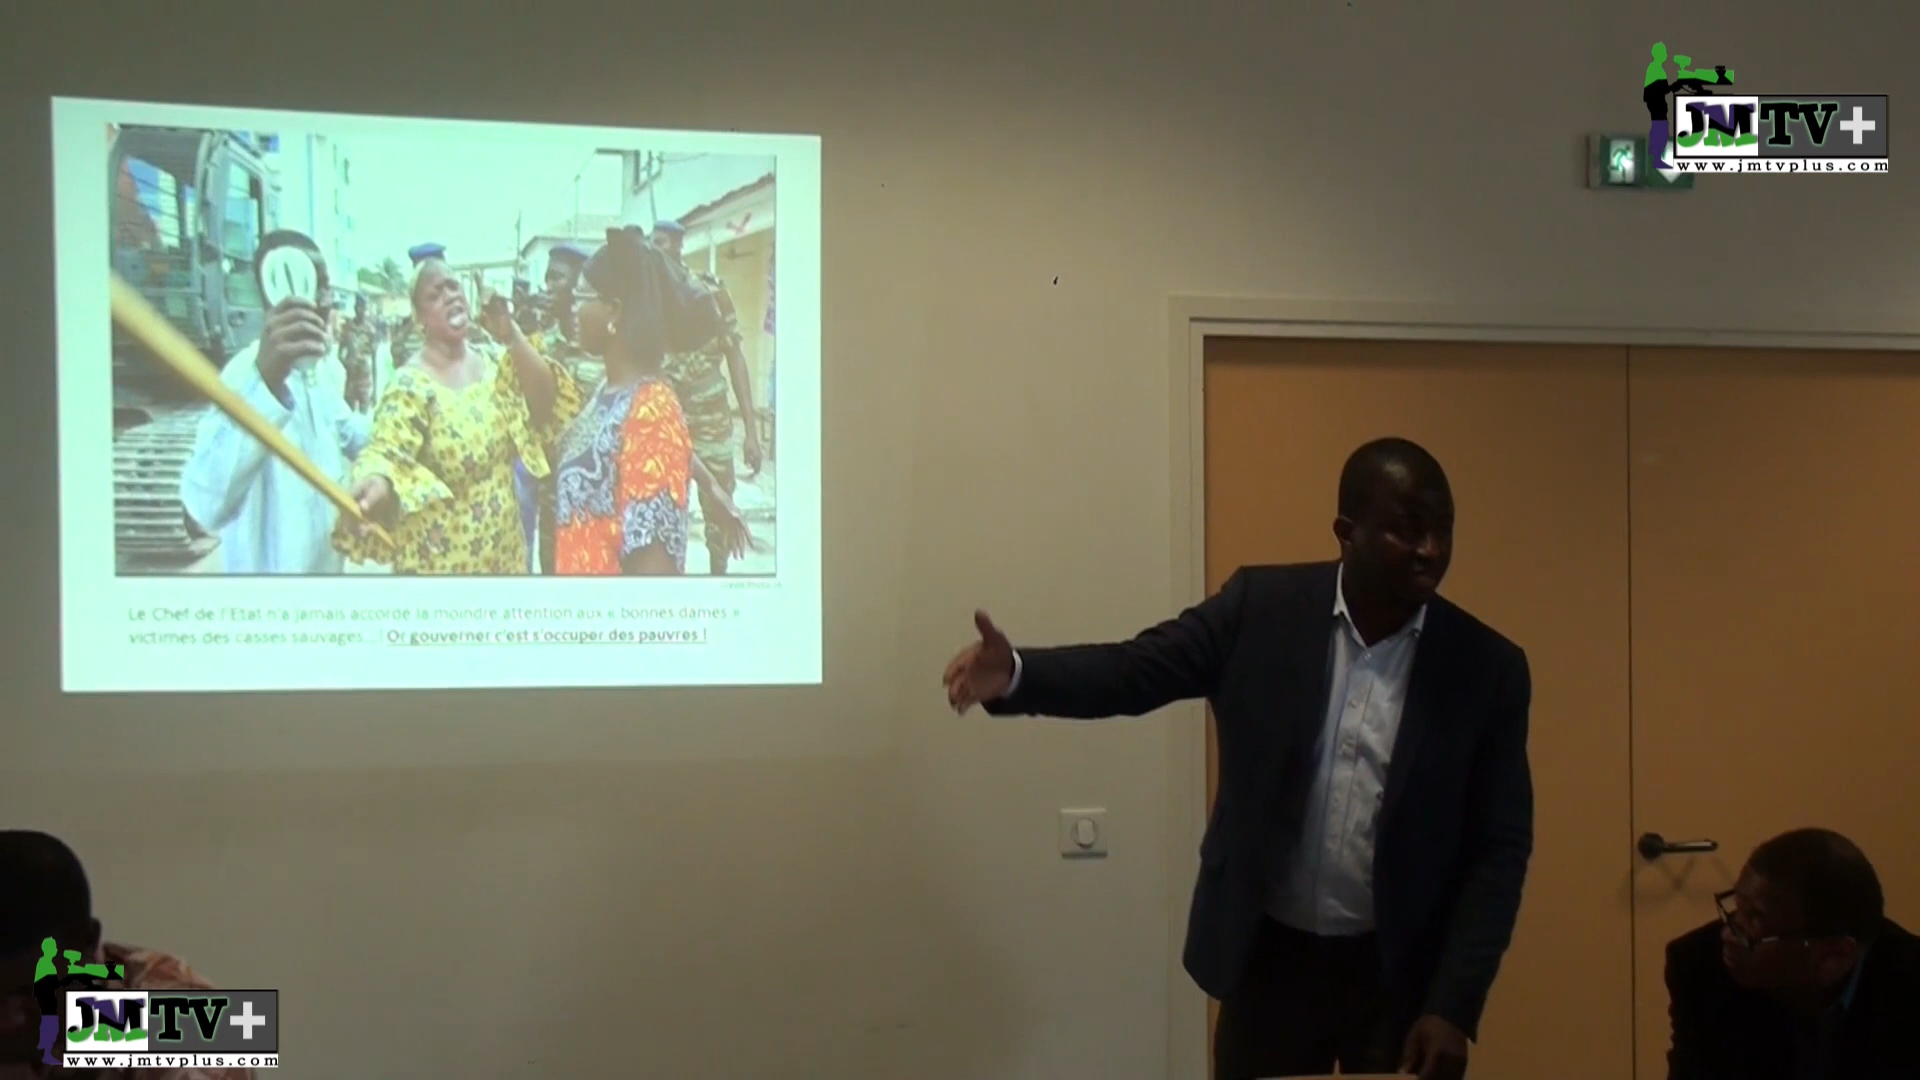 JMTV+
www.jmtvplus.com
Le Chef de l'Etat n'a jamais accordé la moindre attention aux « bonnes dames »
victimes des casses sauvages...! Or gouverner c'est s'occuper des pauvres !
JMTV+
www.jmtvplus.com